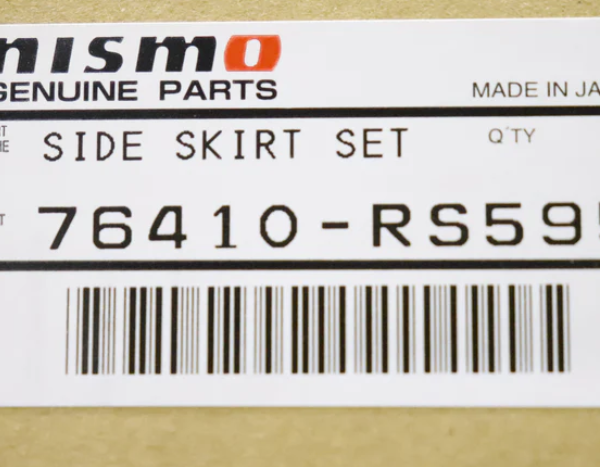 nismo
GENUINE PARTS
MADE IN JA
SIDE SKIRT SET
Q'TY
76410-RS59